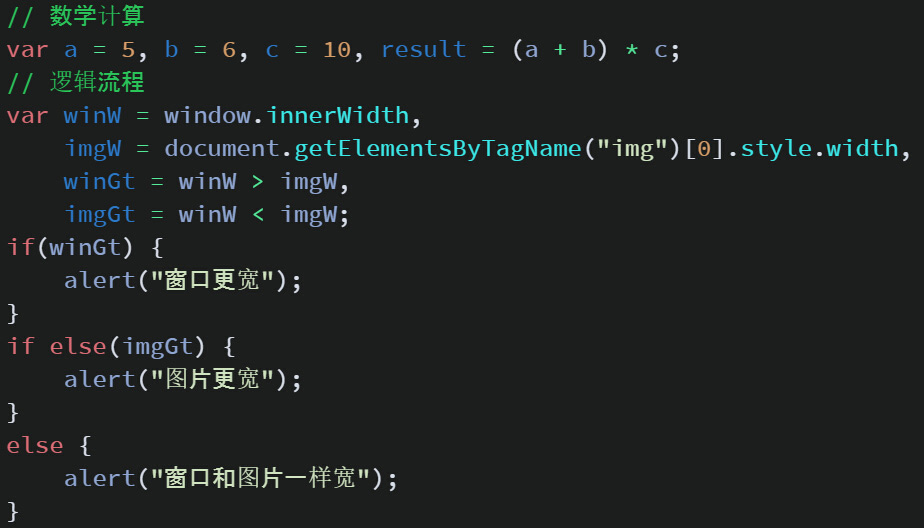 // 数学计算
var a = 5, b = 6, c = 10, result = (a + b) * c;
// 逻辑流程
var winW = window.innerWidth,
    imgW = document.getElementsByTagName("img")[0].style.width,
    winGt = winW > imgW,
    imgGt = winW < imgW;
if(winGt) {
    alert("窗口更宽");
}
if else(imgGt) {
    alert("图片更宽");
}
else {
    alert("窗口和图片一样宽");
}